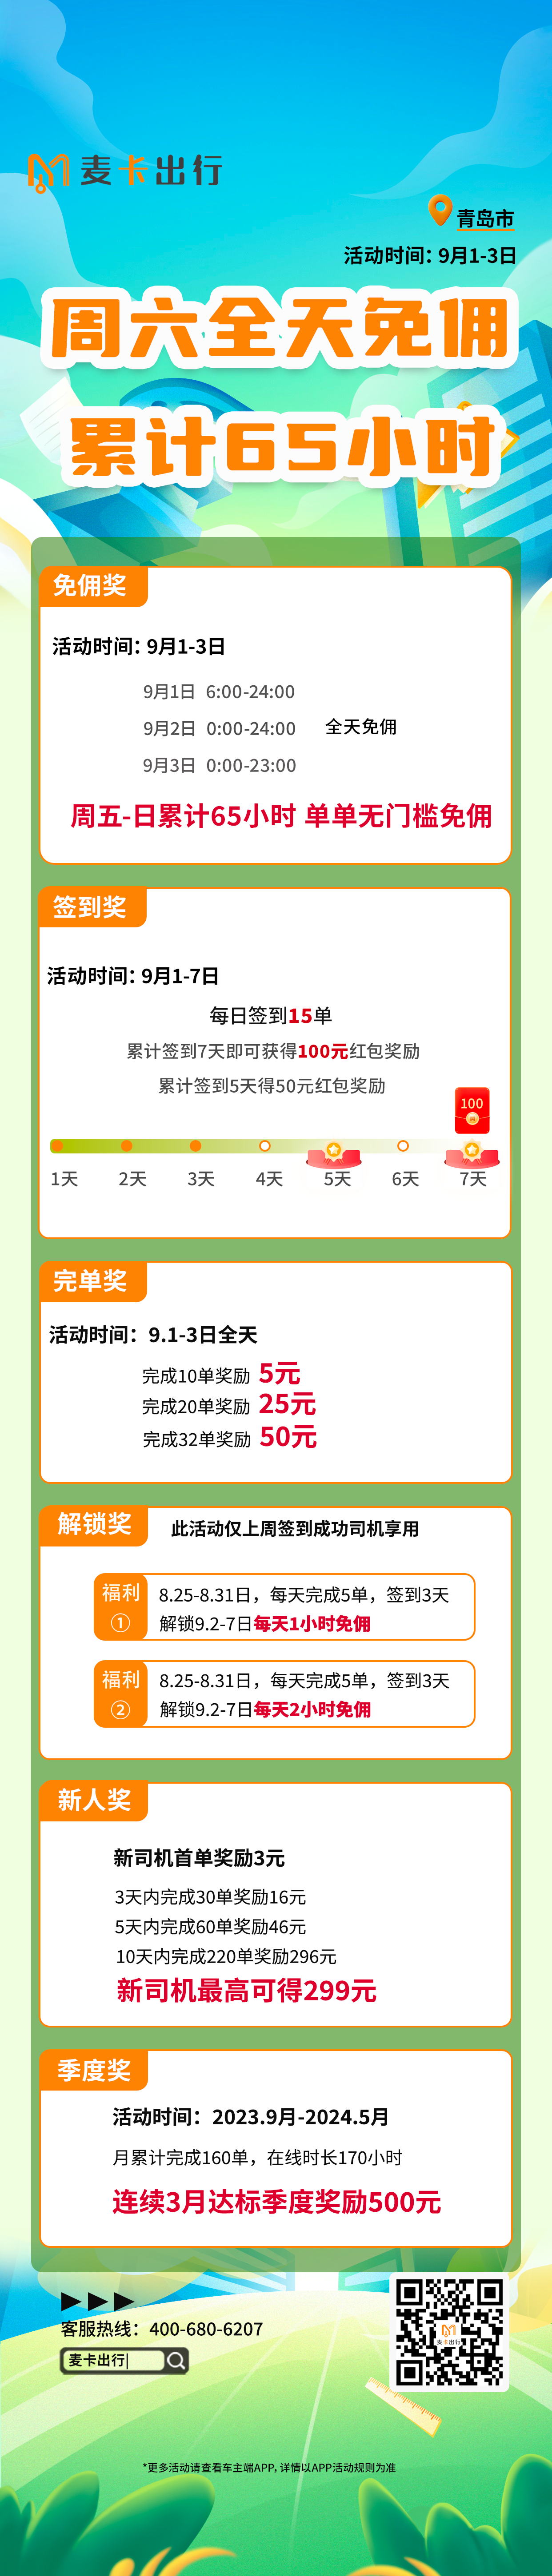 麦卡出行
青岛市
活动时间：9月1-3日
周六全天免佣
累计65小时
免佣奖
活动时间：9月1-3日
9月1日 6:00-24:00
9月2日 0:00-24:00 全天免佣
9月3日 0:00-23:00
周五-日累计65小时 单单无门槛免佣
签到奖
活动时间：9月1-7日
每日签到15单
累计签到7天即可获得100元红包奖励
累计签到5天得50元红包奖励
100
1天 2天 3天 4天 5天 6天 7天
完单奖
活动时间：9.1-3日全天
完成10单奖励 5元
完成20单奖励 25元
完成32单奖励 50元
解锁奖
此活动仅上周签到成功司机享用
福利
①
8.25-8.31日，每天完成5单，签到3天
解锁9.2-7日每天1小时免佣
福利
②
8.25-8.31日，每天完成5单，签到3天
解锁9.2-7日每天2小时免佣
新人奖
新司机首单奖励3元
3天内完成30单奖励16元
5天内完成60单奖励46元
10天内完成220单奖励296元
新司机最高可得299元
季度奖
活动时间：2023.9月-2024.5月
月累计完成160单，在线时长170小时
连续3月达标季度奖励500元
客服热线：400-680-6207
麦卡出行
麦卡出行
*更多活动请查看车主端APP，详情以APP活动规则为准